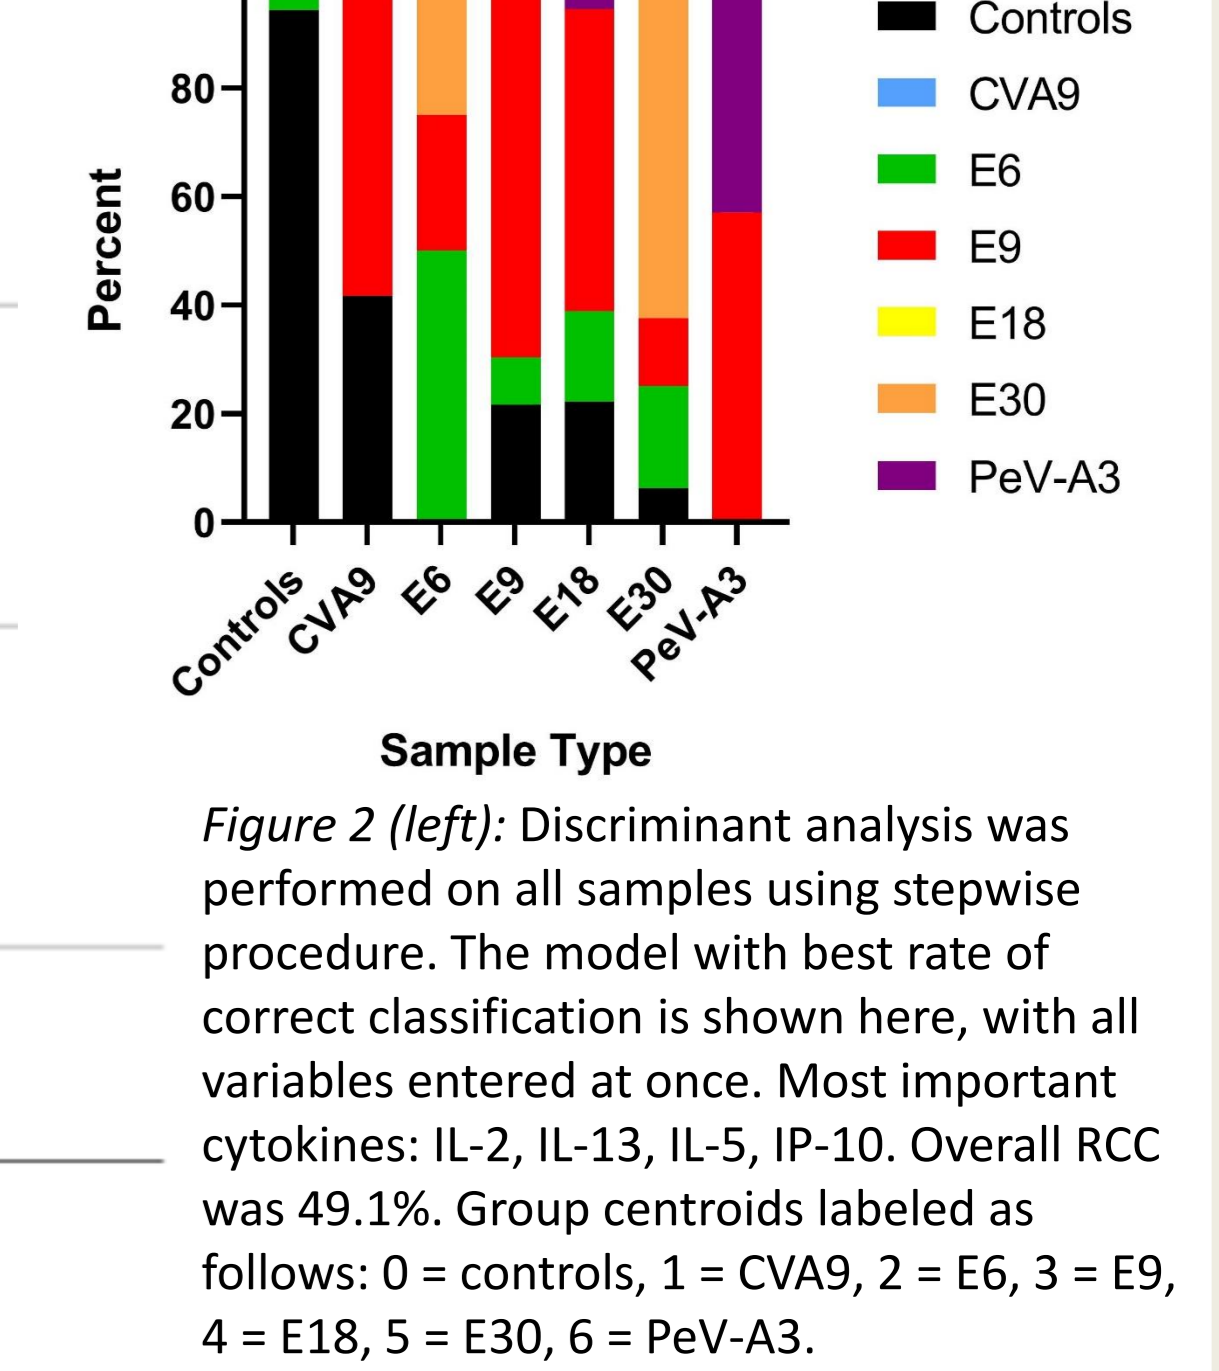 Controls
CVA9
E6
E9
E18
E30
PeV-A3
Percent
80
60
40
20
0
Controls
CVA9
E6
E9
E18
E30
PeV-A3
Sample Type
Figure 2 (left): Discriminant analysis was
performed on all samples using stepwise
procedure. The model with best rate of
correct classification is shown here, with all
variables entered at once. Most important
cytokines: IL-2, IL-13, IL-5, IP-10. Overall RCC
was 49.1%. Group centroids labeled as
follows: 0 = controls, 1 = CVA9, 2 = E6, 3 = E9,
4 = E18, 5 = E30, 6 = PeV-A3.